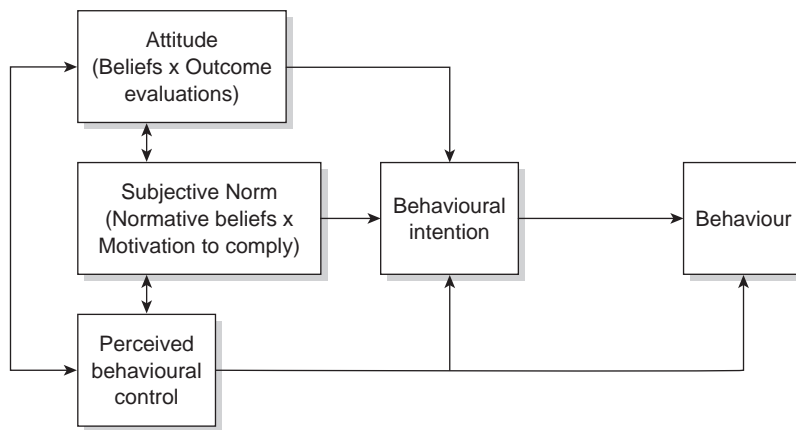 Attitude
(Beliefs x Outcome
evaluations)
Subjective Norm
(Normative beliefs x
Motivation to comply)
Behavioural
intention
Behaviour
Perceived
behavioural
control